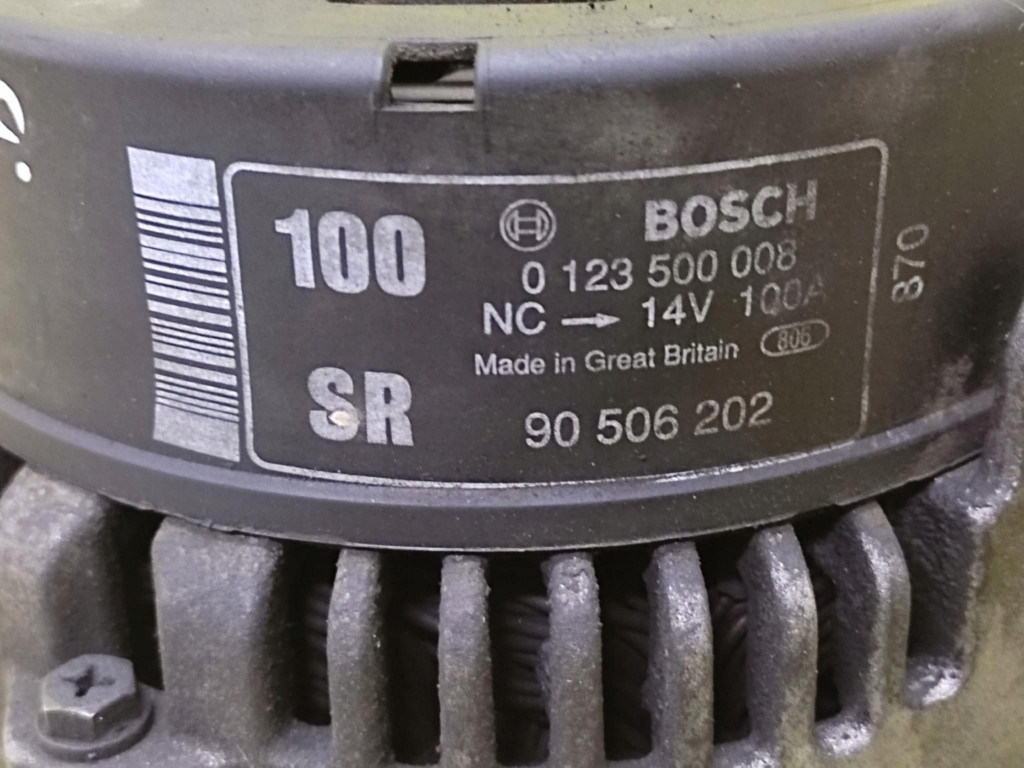 100
BOSCH
0 123 500 008
NC → 14V 100A
Made in Great Britain 806
SR
90 506 202
870